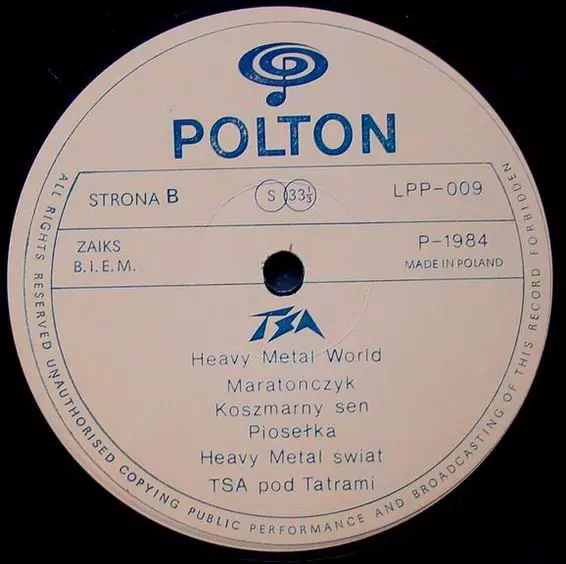 POLTON
STRONA B
S
33⅓
LPP-009
ZAIKS
B.I.E.M.
P-1984
MADE IN POLAND
TSA
Heavy Metal World
Maratończyk
Koszmarny sen
Piosełka
Heavy Metal swiat
TSA pod Tatrami
ALL RIGHTS RESERVED UNAUTHORISED COPYING PUBLIC PERFORMANCE AND BROADCASTING OF THIS RECORD FORBIDDEN